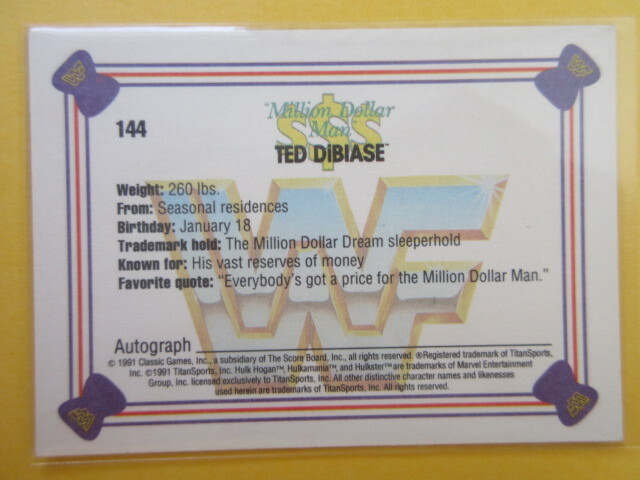 144
"Million Dollar
Man"
$$$
TED DiBIASE™
WF
Weight: 260 lbs.
From: Seasonal residences
Birthday: January 18
Trademark hold: The Million Dollar Dream sleeperhold
Known for: His vast reserves of money
Favorite quote: "Everybody's got a price for the Million Dollar Man."
Autograph
© 1991 Classic Games, Inc., a subsidiary of The Score Board, Inc., all rights reserved. ®Registered trademark of TitanSports,
Inc. ©1991 TitanSports, Inc. Hulk Hogan™, Hulkamania™, and Hulkster™ are trademarks of Marvel Entertainment
Group, Inc. licensed exclusively to TitanSports, Inc. All other distinctive character names and likenesses
used herein are trademarks of TitanSports, Inc. All rights reserved.